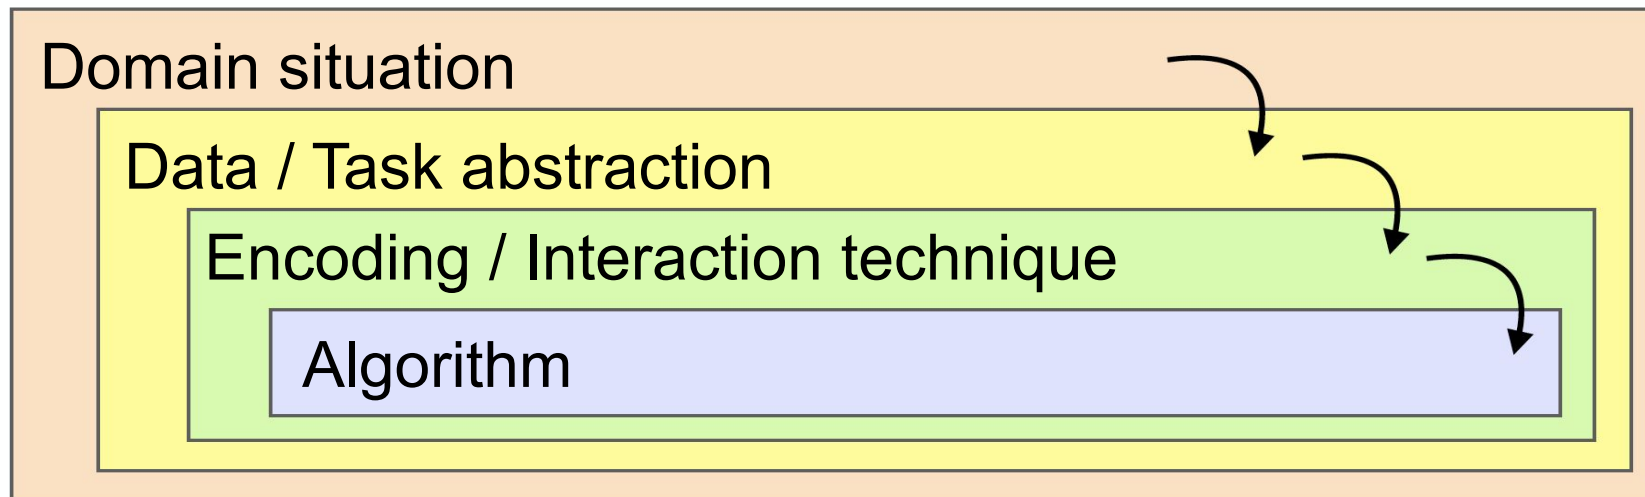 Domain situation
Data / Task abstraction
Encoding / Interaction technique
Algorithm